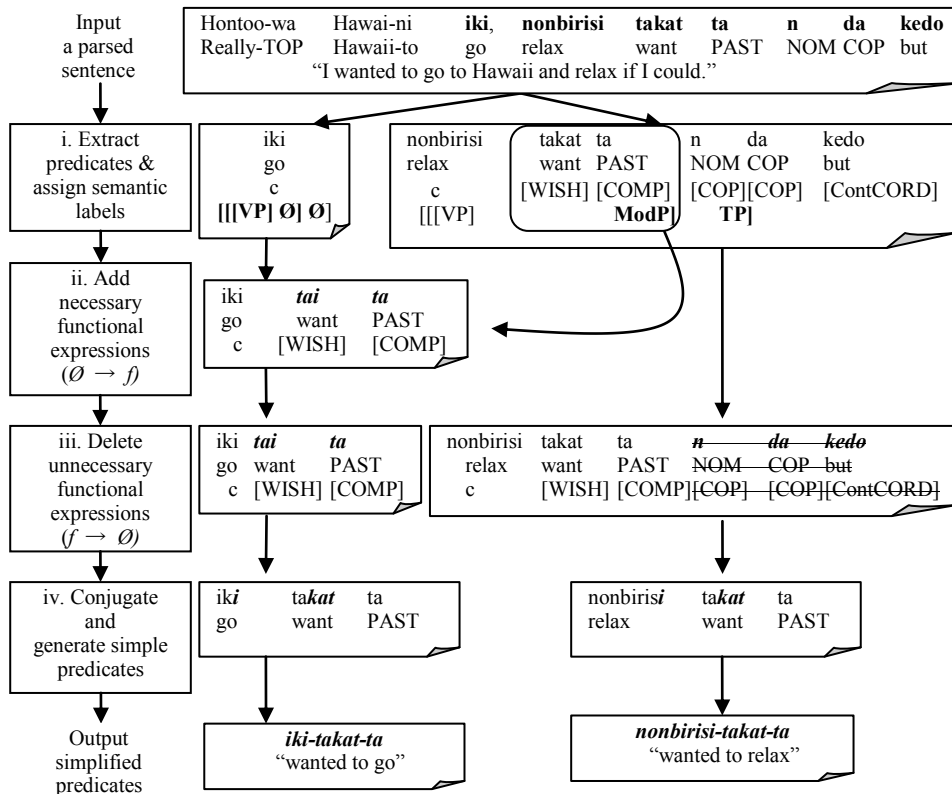 Input
a parsed
sentence
Hontoo-wa Hawai-ni iki, nonbirisi takat ta n da kedo
Really-TOP Hawaii-to go relax want PAST NOM COP but
“I wanted to go to Hawaii and relax if I could.”
i. Extract
predicates &
assign semantic
labels
iki
go
c
[[[VP] Ø] Ø]
nonbirisi takat ta n da kedo
relax want PAST NOM COP but
c [WISH] [COMP] [COP][COP] [ContCORD]
[[[VP] ModP] TP]
ii. Add
necessary
functional
expressions
(Ø → f)
iki tai ta
go want PAST
c [WISH] [COMP]
iii. Delete
unnecessary
functional
expressions
(f → Ø)
iki tai ta
go want PAST
c [WISH] [COMP]
nonbirisi takat ta n da kedo
relax want PAST NOM COP but
c [WISH] [COMP][COP] [COP][ContCORD]
iv. Conjugate
and
generate simple
predicates
iki takat ta
go want PAST
nonbirisi takat ta
relax want PAST
Output
simplified
predicates
iki-takat-ta
“wanted to go”
nonbirisi-takat-ta
“wanted to relax”